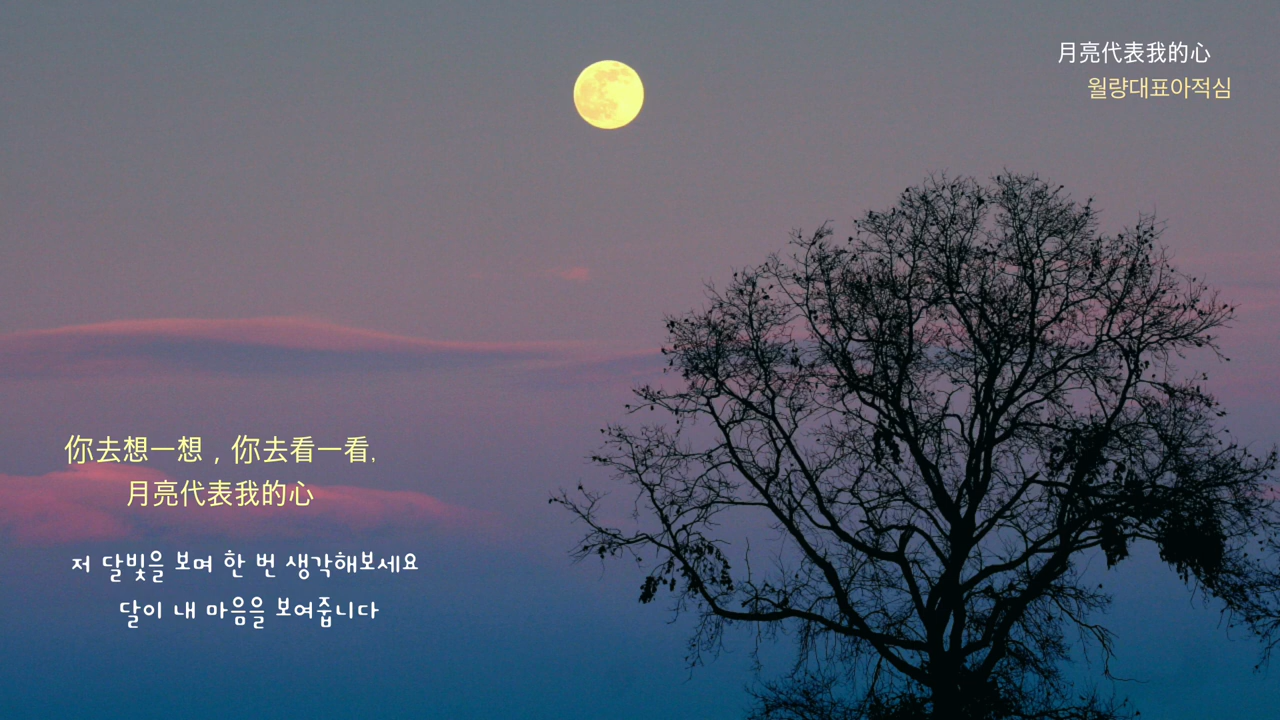 月亮代表我的心
월량대표아적심
你去想一想，你去看一看,
月亮代表我的心
저 달빛을 보며 한 번 생각해보세요
달이 내 마음을 보여줍니다